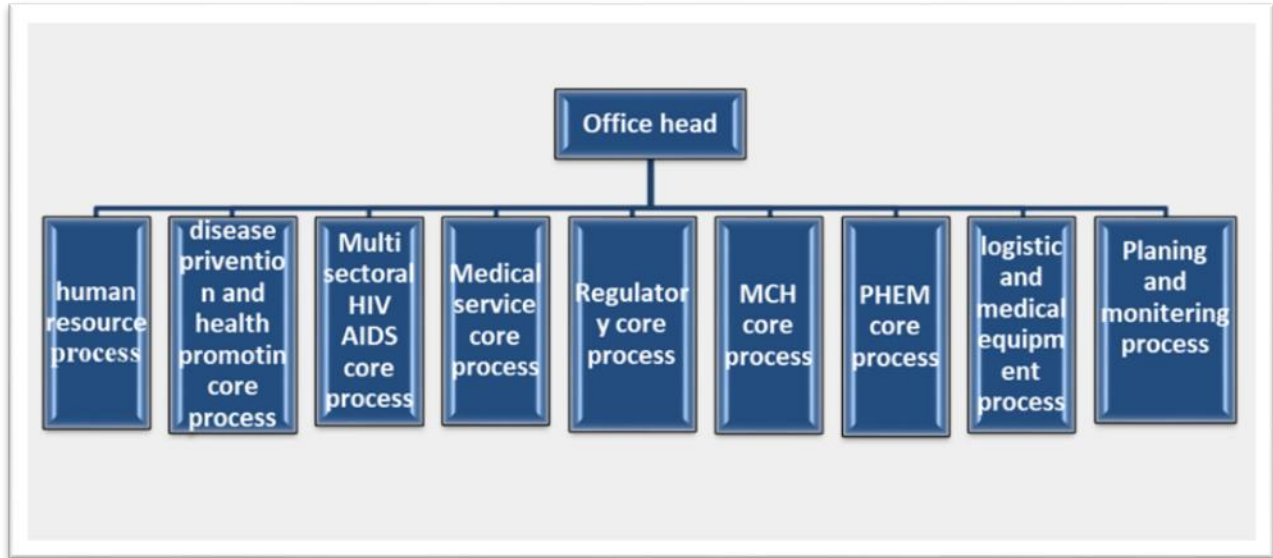 Office head
human
resource
process
disease
priventio
n and
health
promotin
core
process
Multi
sectoral
HIV
AIDS
core
process
Medical
service
core
process
Regulator
y core
process
MCH
core
process
PHEM
core
process
logistic
and
medical
equipm
ent
process
Planing
and
monitering
process